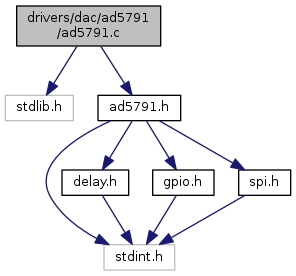 drivers/dac/ad5791
/ad5791.c
stdlib.h
ad5791.h
delay.h
gpio.h
spi.h
stdint.h